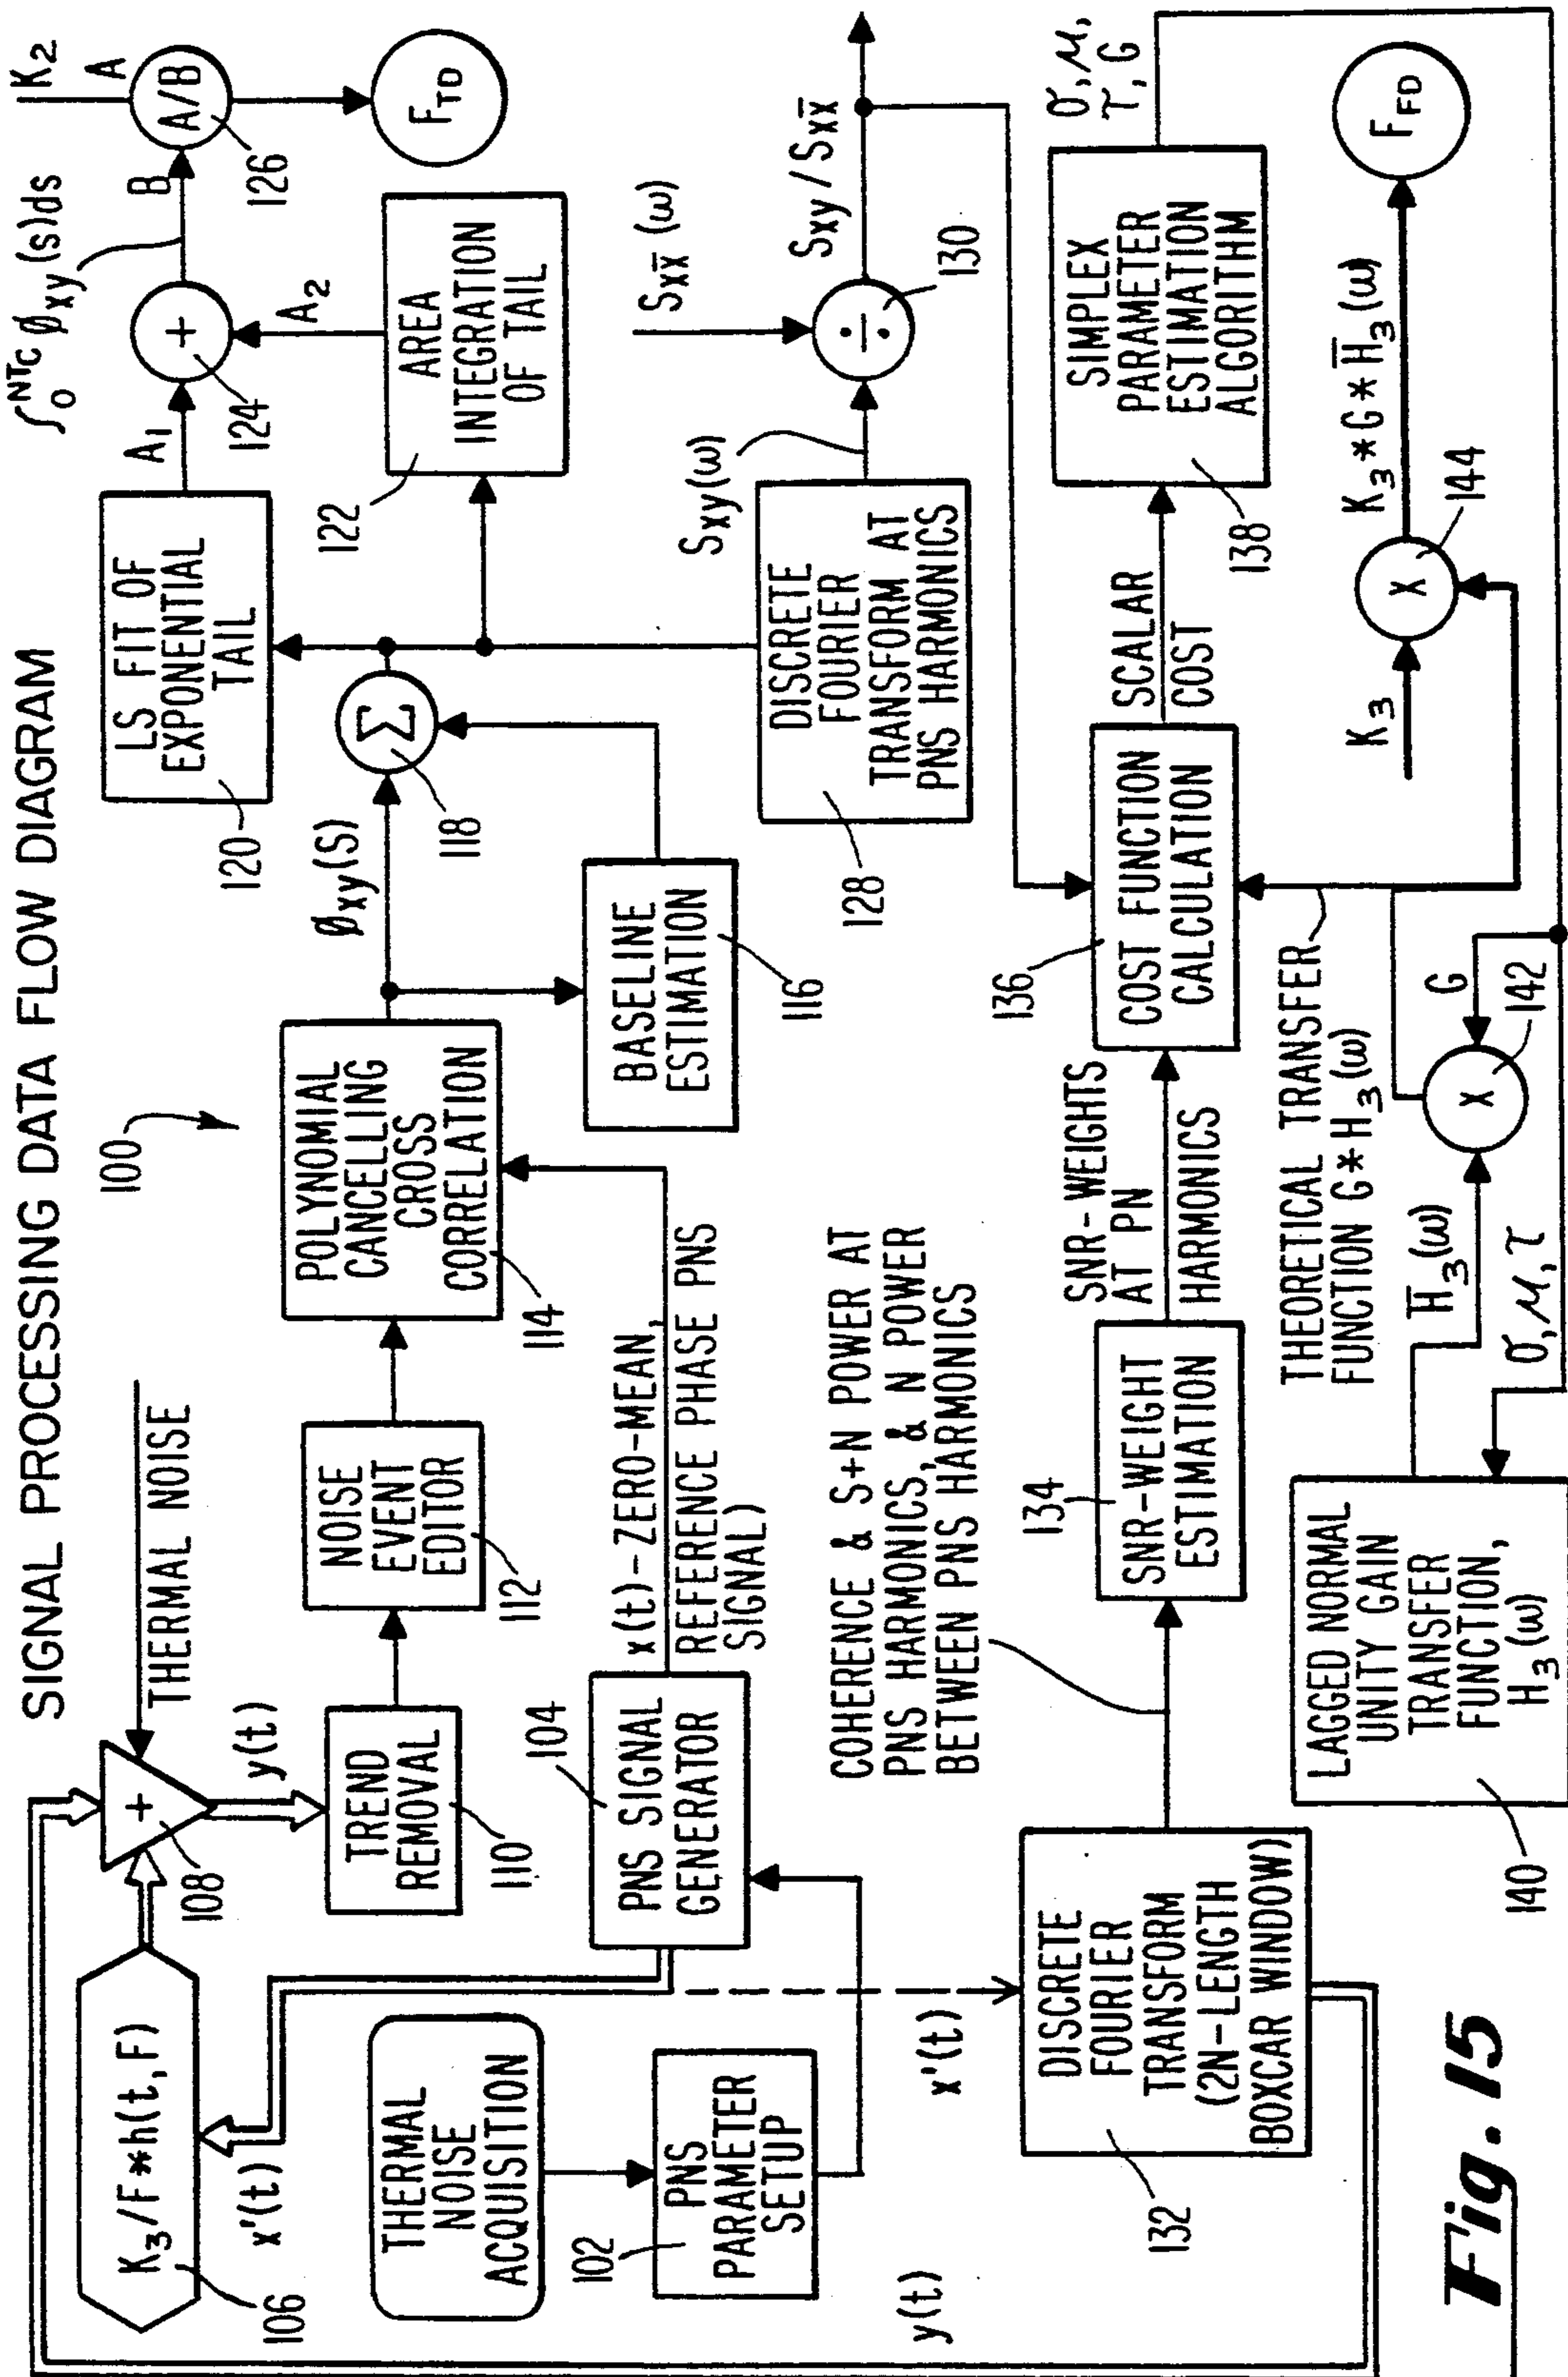 SIGNAL PROCESSING DATA FLOW DIAGRAM
100
K3/F*h(t,F)
106
x'(t)
+
108
THERMAL NOISE
y(t)
TREND
REMOVAL
110
NOISE
EVENT
EDITOR
112
POLYNOMIAL
CANCELLING
CROSS
CORRELATION
114
THERMAL
NOISE
ACQUISITION
102
PNS
PARAMETER
SETUP
104
PNS SIGNAL
GENERATOR
x(t)-ZERO-MEAN,
REFERENCE PHASE PNS
SIGNAL)
Øxy(S)
BASELINE
ESTIMATION
116
Σ
118
LS FIT OF
EXPONENTIAL
TAIL
120
A1
+
124
A2
122
AREA
INTEGRATION
OF TAIL
∫0NTC Øxy(s)ds
B
K2
A
A/B
126
FTD
DISCRETE
FOURIER
TRANSFORM AT
PNS HARMONICS
128
Sxy(ω)
Sxx̅(ω)
÷
130
Sxy/Sxx̅
x'(t)
y(t)
DISCRETE
FOURIER
TRANSFORM
(2N-LENGTH
BOXCAR WINDOW)
132
COHERENCE & S+N POWER AT
PNS HARMONICS, & N POWER
BETWEEN PNS HARMONICS
134
SNR-WEIGHT
ESTIMATION
SNR-WEIGHTS
AT PN
HARMONICS
136
COST FUNCTION
CALCULATION
SCALAR
COST
138
SIMPLEX
PARAMETER
ESTIMATION
ALGORITHM
σ,μ,
τ,G
THEORETICAL TRANSFER
FUNCTION G*H3(ω)
LAGGED NORMAL
UNITY GAIN
TRANSFER
FUNCTION,
H3(ω)
140
H̅3(ω)
σ,μ,τ
X
142
G
K3
X
144
K3*G*H̅3(ω)
FFD
Fig. 15